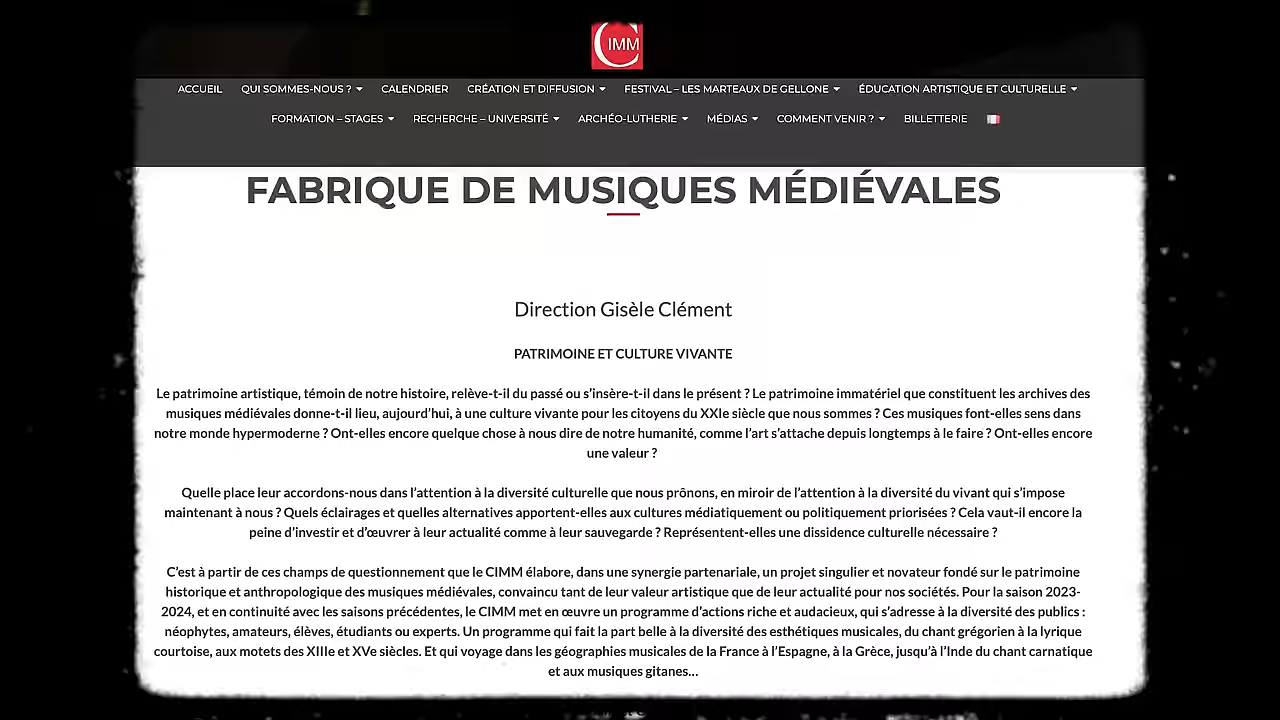 CIMM
ACCUEIL QUI SOMMES-NOUS ? CALENDRIER CRÉATION ET DIFFUSION FESTIVAL – LES MARTEAUX DE GELLONE ÉDUCATION ARTISTIQUE ET CULTURELLE
FORMATION – STAGES RECHERCHE – UNIVERSITÉ ARCHÉO-LUTHERIE MÉDIAS COMMENT VENIR ? BILLETTERIE
FABRIQUE DE MUSIQUES MÉDIÉVALES
Direction Gisèle Clément
PATRIMOINE ET CULTURE VIVANTE
Le patrimoine artistique, témoin de notre histoire, relève-t-il du passé ou s’insère-t-il dans le présent ? Le patrimoine immatériel que constituent les archives des
musiques médiévales donne-t-il lieu, aujourd’hui, à une culture vivante pour les citoyens du XXIe siècle que nous sommes ? Ces musiques font-elles sens dans
notre monde hypermoderne ? Ont-elles encore quelque chose à nous dire de notre humanité, comme l’art s’attache depuis longtemps à le faire ? Ont-elles encore
une valeur ?
Quelle place leur accordons-nous dans l’attention à la diversité culturelle que nous prônons, en miroir de l’attention à la diversité du vivant qui s’impose
maintenant à nous ? Quels éclairages et quelles alternatives apportent-elles aux cultures médiatiquement ou politiquement priorisées ? Cela vaut-il encore la
peine d’investir et d’œuvrer à leur actualité comme à leur sauvegarde ? Représentent-elles une dissidence culturelle nécessaire ?
C’est à partir de ces champs de questionnement que le CIMM élabore, dans une synergie partenariale, un projet singulier et novateur fondé sur le patrimoine
historique et anthropologique des musiques médiévales, convaincu tant de leur valeur artistique que de leur actualité pour nos sociétés. Pour la saison 2023-
2024, et en continuité avec les saisons précédentes, le CIMM met en œuvre un programme d’actions riche et audacieux, qui s’adresse à la diversité des publics :
néophytes, amateurs, élèves, étudiants ou experts. Un programme qui fait la part belle à la diversité des esthétiques musicales, du chant grégorien à la lyrique
courtoise, aux motets des XIIIe et XVe siècles. Et qui voyage dans les géographies musicales de la France à l’Espagne, à la Grèce, jusqu’à l’Inde du chant carnatique
et aux musiques gitanes…